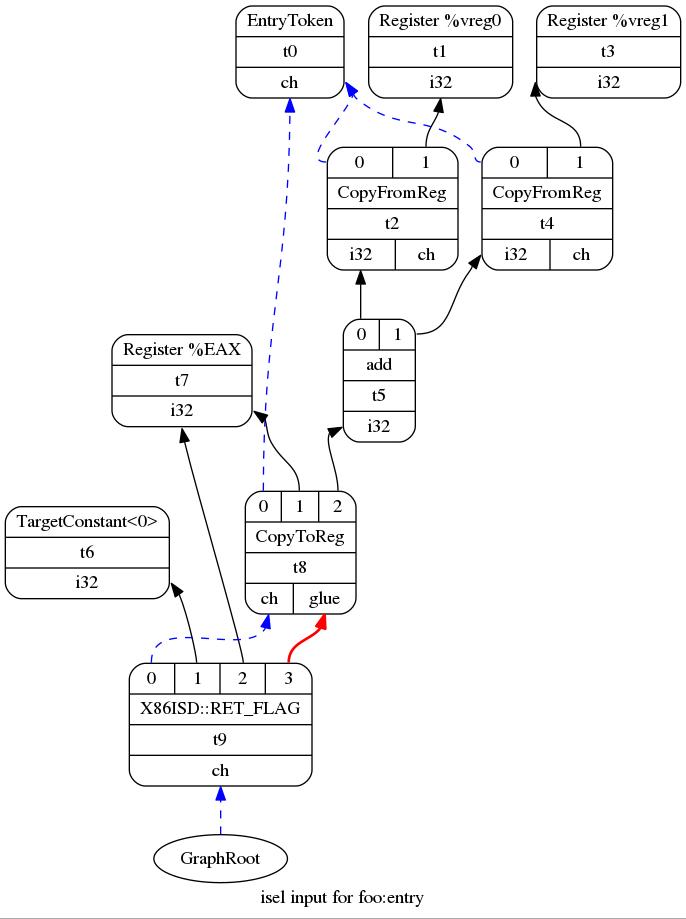 EntryToken
t0
ch
Register %vreg0
t1
i32
Register %vreg1
t3
i32
0 1
CopyFromReg
t2
i32 ch
0 1
CopyFromReg
t4
i32 ch
0 1
add
t5
i32
Register %EAX
t7
i32
0 1 2
CopyToReg
t8
ch glue
TargetConstant<0>
t6
i32
0 1 2 3
X86ISD::RET_FLAG
t9
ch
GraphRoot
isel input for foo:entry